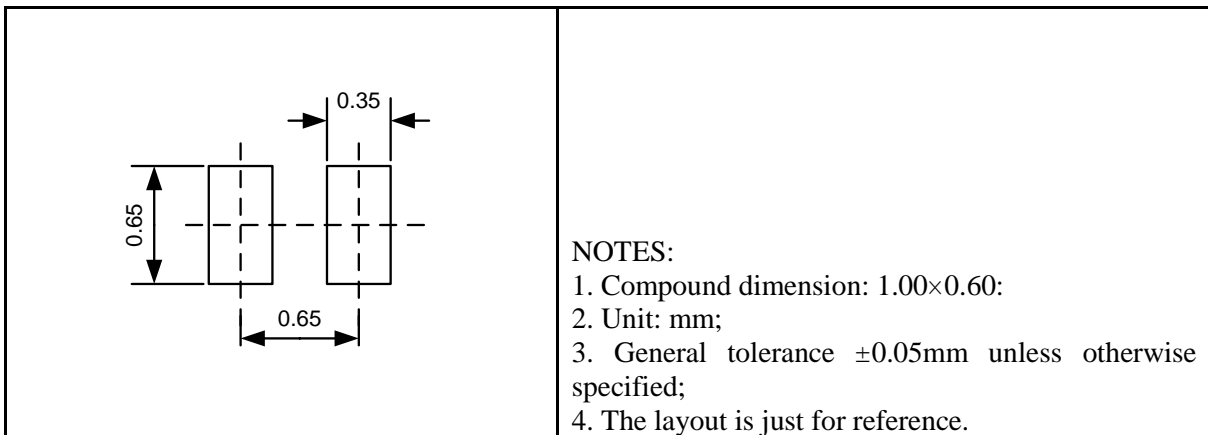 0.35
0.65
0.65
NOTES:
1. Compound dimension: 1.00×0.60:
2. Unit: mm;
3. General tolerance ±0.05mm unless otherwise
specified;
4. The layout is just for reference.